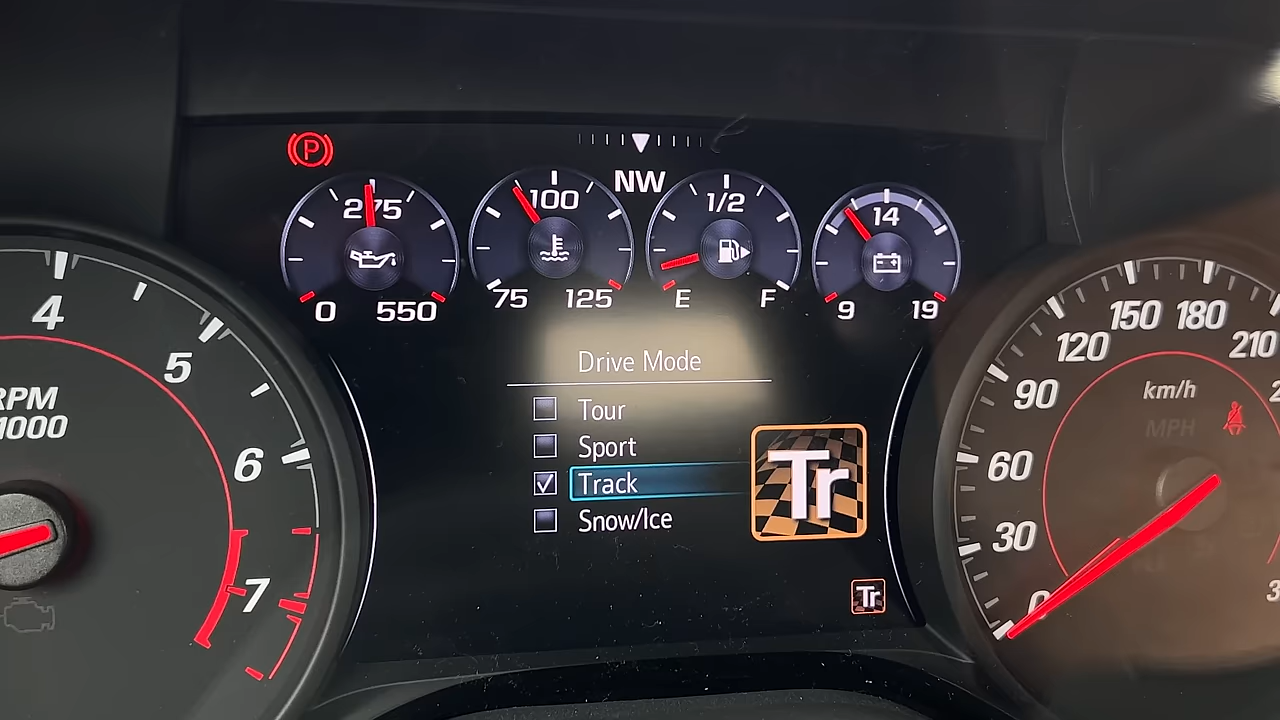 P
NW
275
0
550
100
75
125
1/2
E
F
14
9
19
4
5
6
7
RPM
1000
Drive Mode
Tour
Sport
Track
Snow/Ice
Tr
Tr
0
30
60
90
120
150
180
210
km/h
MPH